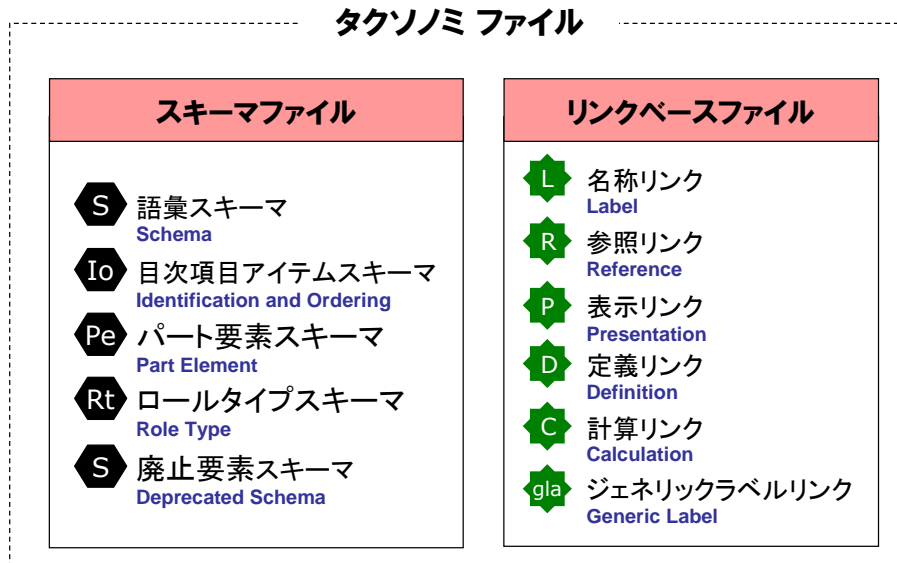 タクソノミ ファイル
スキーマファイル
S 語彙スキーマ
Schema
Io 目次項目アイテムスキーマ
Identification and Ordering
Pe パート要素スキーマ
Part Element
Rt ロールタイプスキーマ
Role Type
S 廃止要素スキーマ
Deprecated Schema
リンクベースファイル
L 名称リンク
Label
R 参照リンク
Reference
P 表示リンク
Presentation
D 定義リンク
Definition
C 計算リンク
Calculation
gla ジェネリックラベルリンク
Generic Label